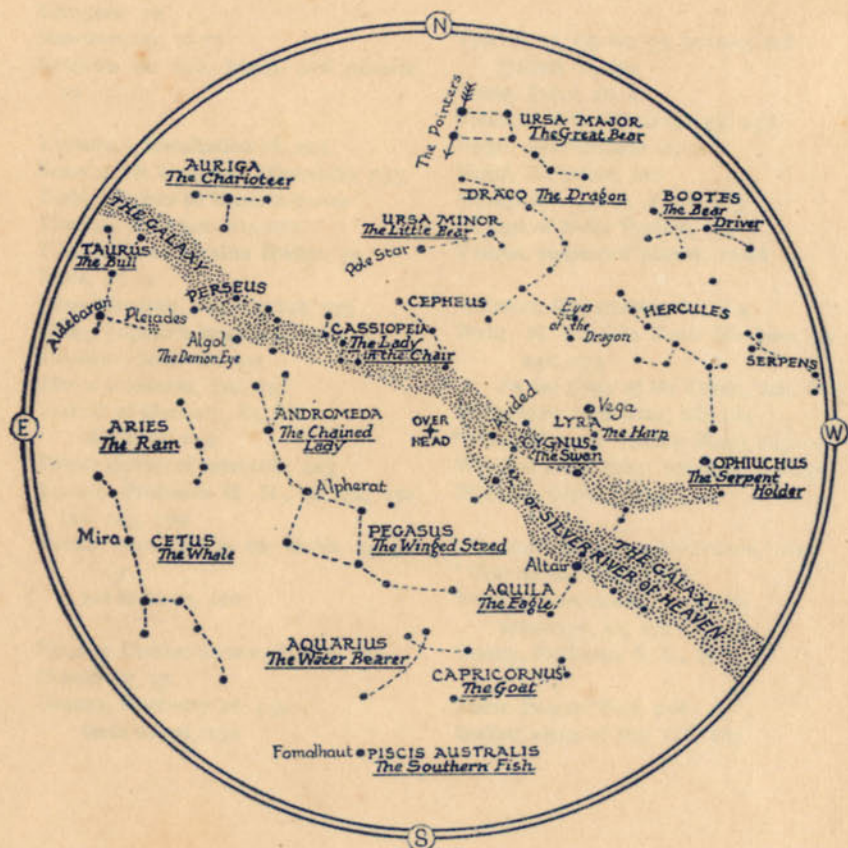 N
The Pointers
URSA MAJOR
The Great Bear
AURIGA
The Charioteer
DRACO The Dragon
BOOTES
The Bear
Driver
THE GALAXY
URSA MINOR
The Little Bear
Pole Star
TAURUS
The Bull
PERSEUS
CEPHEUS
HERCULES
Eyes
of the
Dragon
Aldebaran
Pleiades
Algol
The Demon Eye
CASSIOPEIA
The Lady
in the Chair
SERPENS
E
ARIES
The Ram
ANDROMEDA
The Chained
Lady
OVER
HEAD
Arided
Vega
LYRA
The Harp
CYGNUS
The Swan
W
OPHIUCHUS
The Serpent
Holder
Alpherat
Mira
CETUS
The Whale
PEGASUS
The Winged Steed
THE GALAXY
or SILVER RIVER OF HEAVEN
Altair
AQUILA
The Eagle
AQUARIUS
The Water Bearer
CAPRICORNUS
The Goat
Fomalhaut
PISCIS AUSTRALIS
The Southern Fish
S